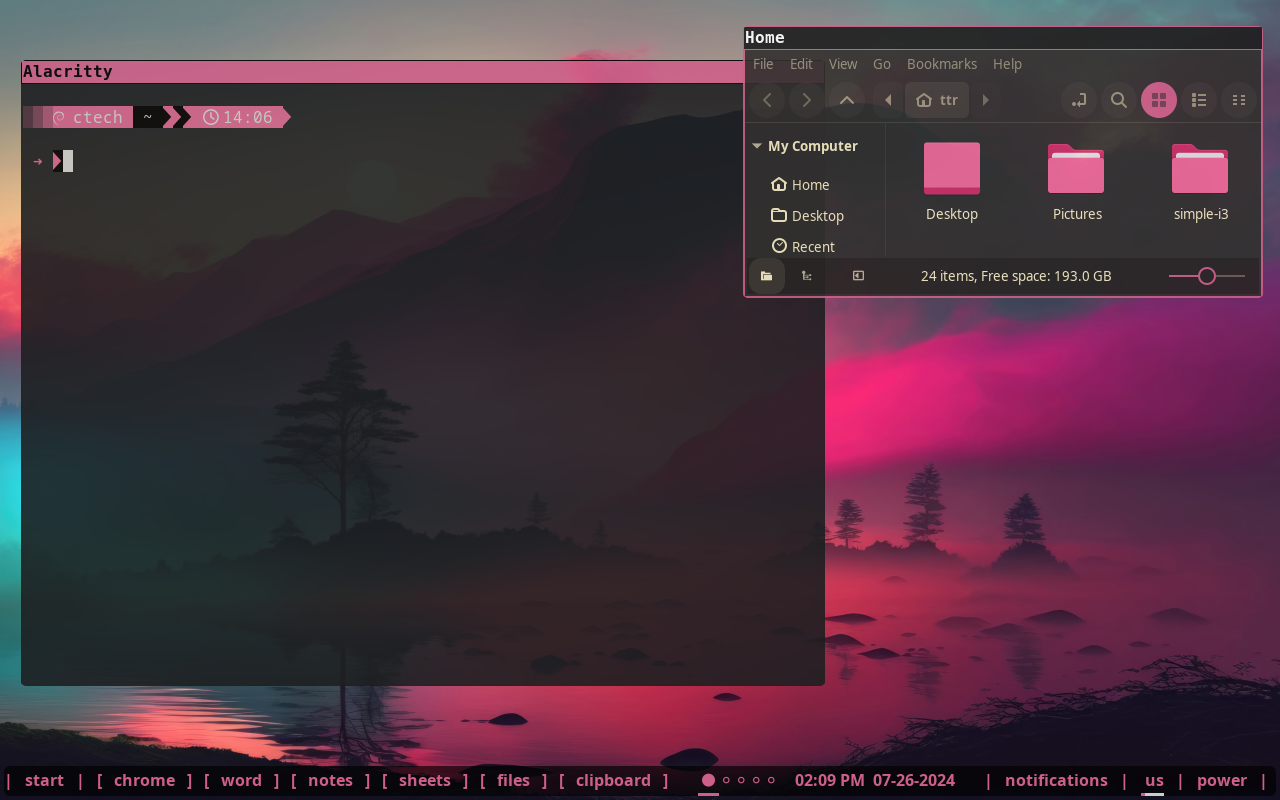 Home
Alacritty
File Edit View Go Bookmarks Help
ttr
ctech ~ 14:06
My Computer
Home
Desktop
Recent
Desktop Pictures simple-i3
24 items, Free space: 193.0 GB
| start | [ chrome ] [ word ] [ notes ] [ sheets ] [ files ] [ clipboard ] 02:09 PM 07-26-2024 | notifications | us | power |